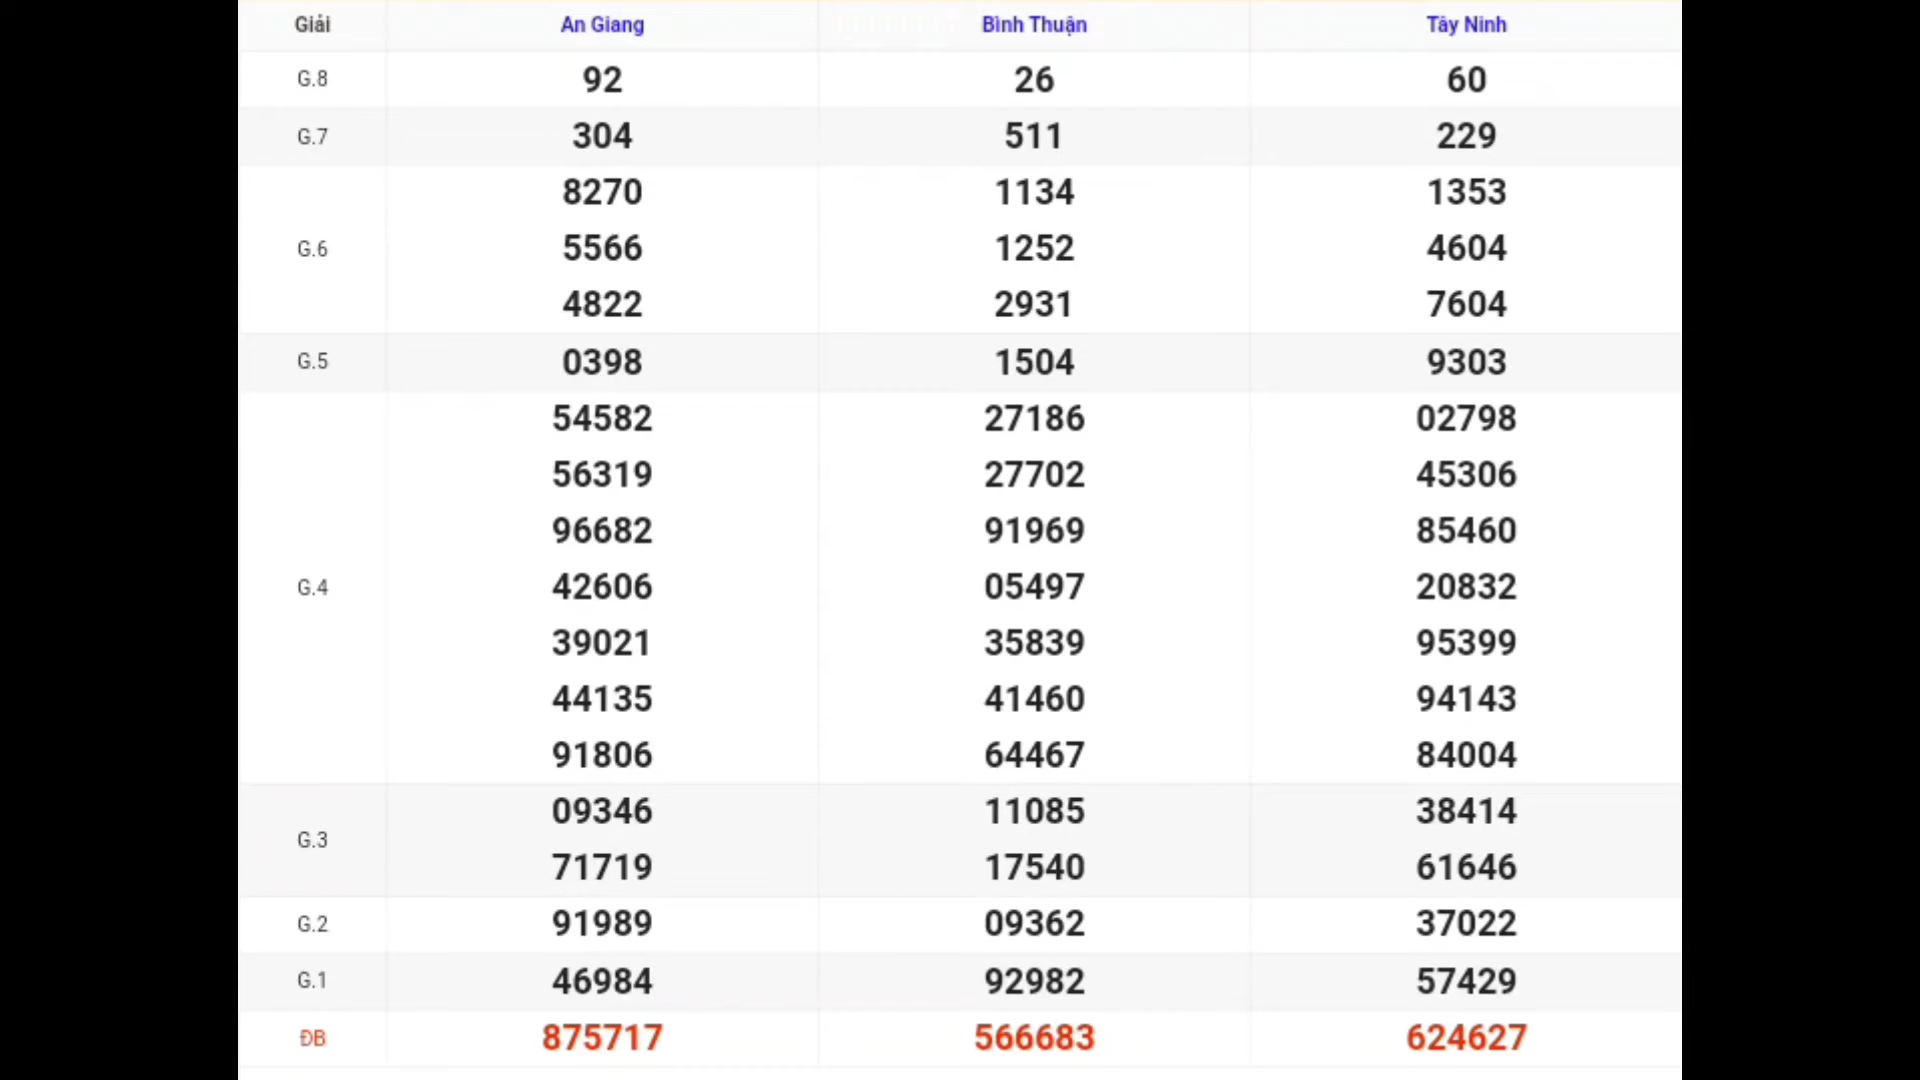 Giải An Giang Bình Thuận Tây Ninh
G.8 92 26 60
G.7 304 511 229
8270 1134 1353
G.6 5566 1252 4604
4822 2931 7604
G.5 0398 1504 9303
54582 27186 02798
56319 27702 45306
96682 91969 85460
G.4 42606 05497 20832
39021 35839 95399
44135 41460 94143
91806 64467 84004
09346 11085 38414
G.3
71719 17540 61646
G.2 91989 09362 37022
G.1 46984 92982 57429
ĐB 875717 566683 624627